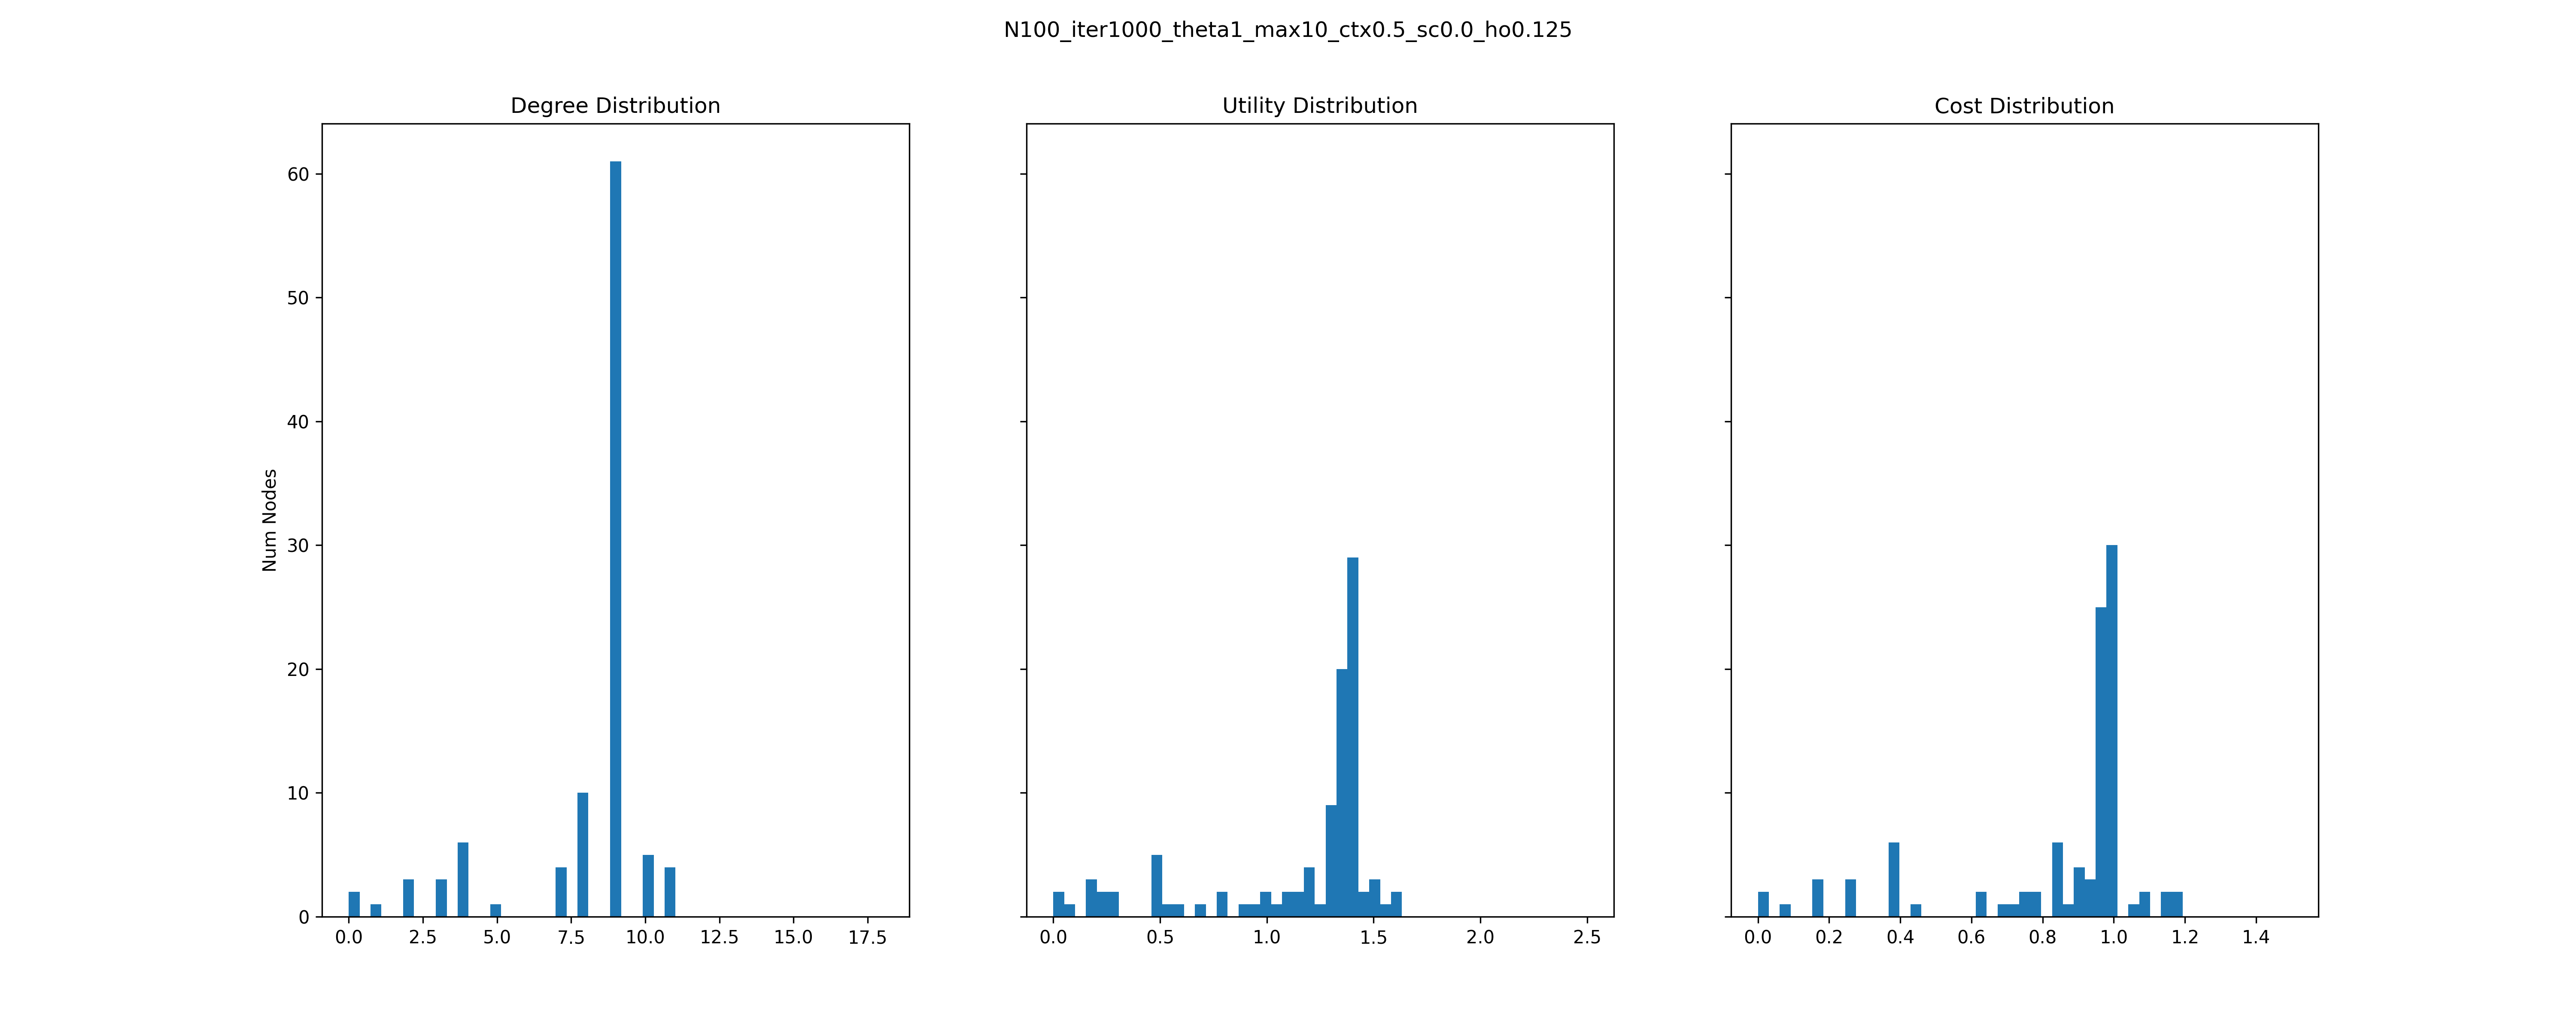 N100_iter1000_theta1_max10_ctx0.5_sc0.0_ho0.125
Degree Distribution
Utility Distribution
Cost Distribution
Num Nodes
60
50
40
30
20
10
0
0.0 2.5 5.0 7.5 10.0 12.5 15.0 17.5
0.0 0.5 1.0 1.5 2.0 2.5
0.0 0.2 0.4 0.6 0.8 1.0 1.2 1.4